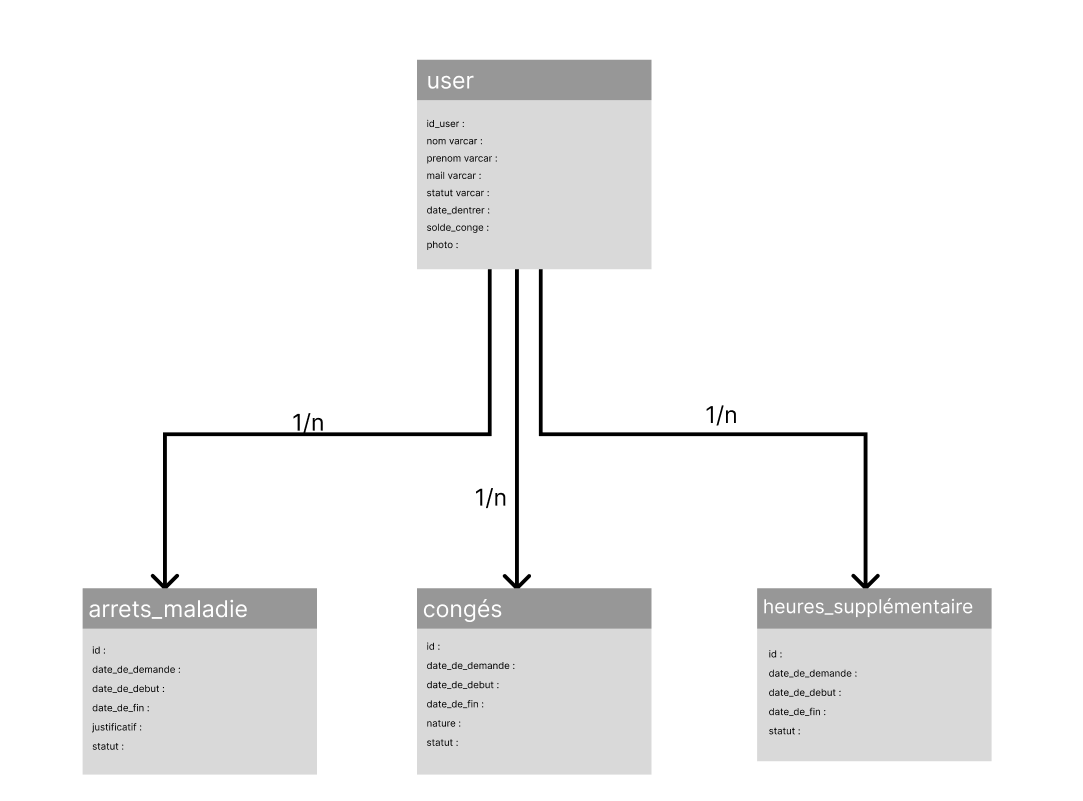 user
id_user :
nom varcar :
prenom varcar :
mail varcar :
statut varcar :
date_dentrer :
solde_conge :
photo :
1/n
1/n
1/n
arrets_maladie
id :
date_de_demande :
date_de_debut :
date_de_fin :
justificatif :
statut :
congés
id :
date_de_demande :
date_de_debut :
date_de_fin :
nature :
statut :
heures_supplémentaire
id :
date_de_demande :
date_de_debut :
date_de_fin :
statut :